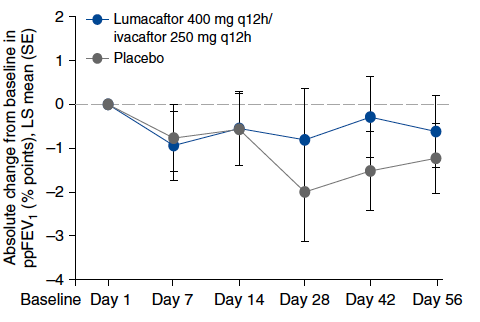 Absolute change from baseline in
ppFEV₁ (% points), LS mean (SE)
2
1
0
–1
–2
–3
–4
Lumacaftor 400 mg q12h/
ivacaftor 250 mg q12h
Placebo
Baseline Day 1 Day 7 Day 14 Day 28 Day 42 Day 56